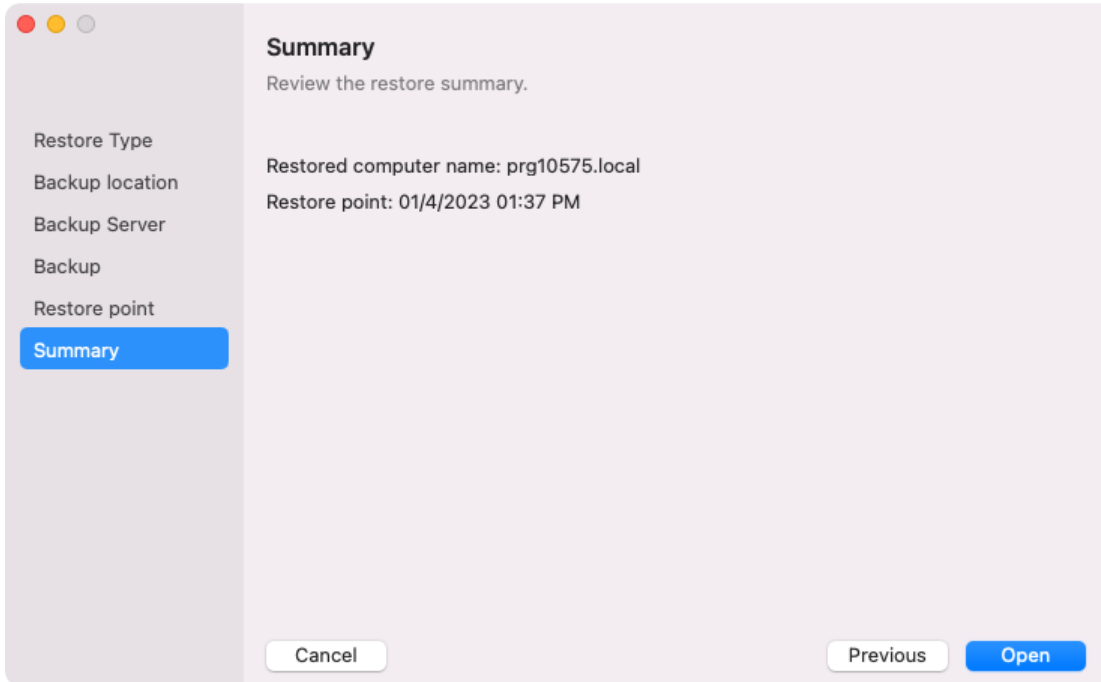 Summary
Review the restore summary.
Restore Type
Backup location
Backup Server
Backup
Restore point
Summary
Restored computer name: prg10575.local
Restore point: 01/4/2023 01:37 PM
Cancel
Previous
Open